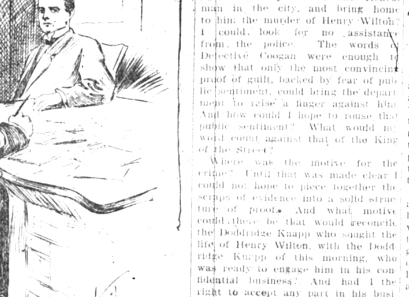 man in the city, and bring home
to him the murder of Henry Wilton?
I could look for no assistance
from the police. The words of
Detective Coogan were enough to
show that only the most convincing
proof of guilt, backed by fear of pub
lic sentiment, could bring the depart
ment to raise a finger against him.
And how could I hope to rouse that
public sentiment? What would my
word count against that of the King
of the Street?
Where was the motive for the
crime? Until that was made clear I
could not hope to piece together the
scraps of evidence into a solid struc
ture of proof. And what motive
could there be that would reconcile
the Doddridge Knapp who sought the
life of Henry Wilton, with the Dodd
ridge Knapp of this morning, who
was ready to engage him in his con
fidential business? And had I the
right to accept any part in his busi